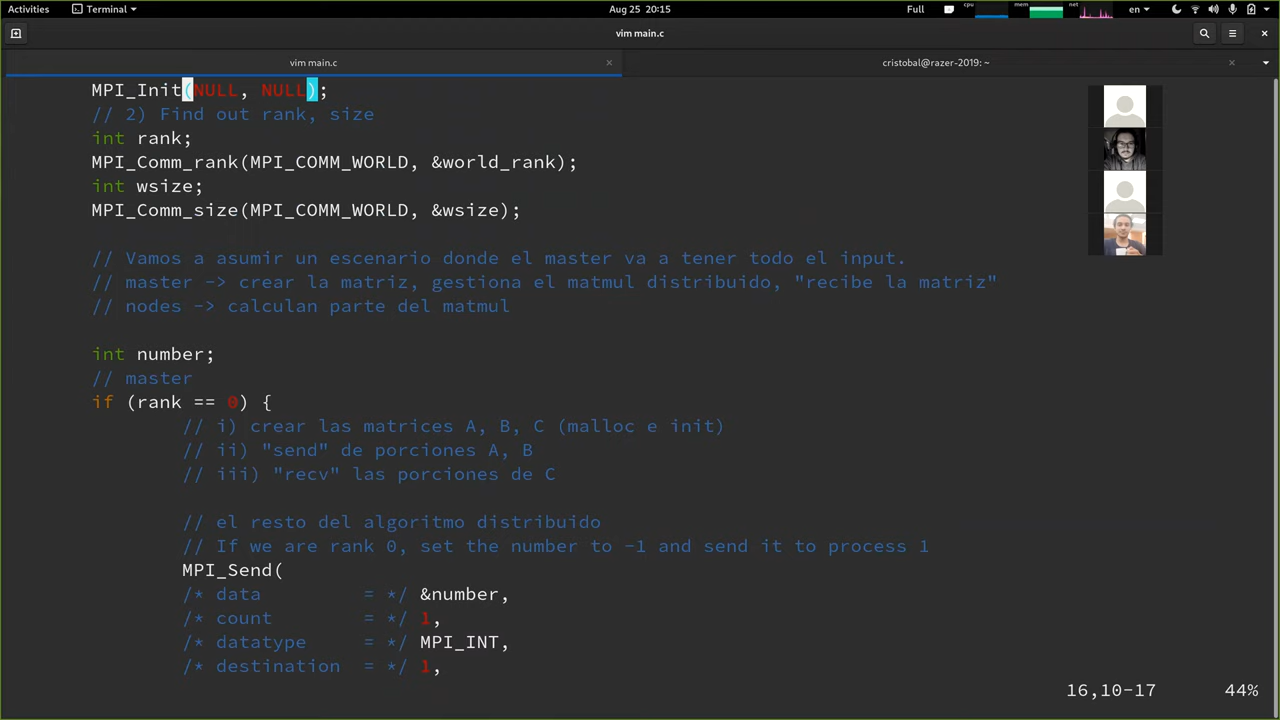 Activities Terminal Aug 25 20:15 Full cpu mem net en
vim main.c
vim main.c cristobal@razer-2019: ~
MPI_Init(NULL, NULL);
// 2) Find out rank, size
int rank;
MPI_Comm_rank(MPI_COMM_WORLD, &world_rank);
int wsize;
MPI_Comm_size(MPI_COMM_WORLD, &wsize);
// Vamos a asumir un escenario donde el master va a tener todo el input.
// master -> crear la matriz, gestiona el matmul distribuido, "recibe la matriz"
// nodes -> calculan parte del matmul
int number;
// master
if (rank == 0) {
// i) crear las matrices A, B, C (malloc e init)
// ii) "send" de porciones A, B
// iii) "recv" las porciones de C
// el resto del algoritmo distribuido
// If we are rank 0, set the number to -1 and send it to process 1
MPI_Send(
/* data = */ &number,
/* count = */ 1,
/* datatype = */ MPI_INT,
/* destination = */ 1,
16,10-17 44%